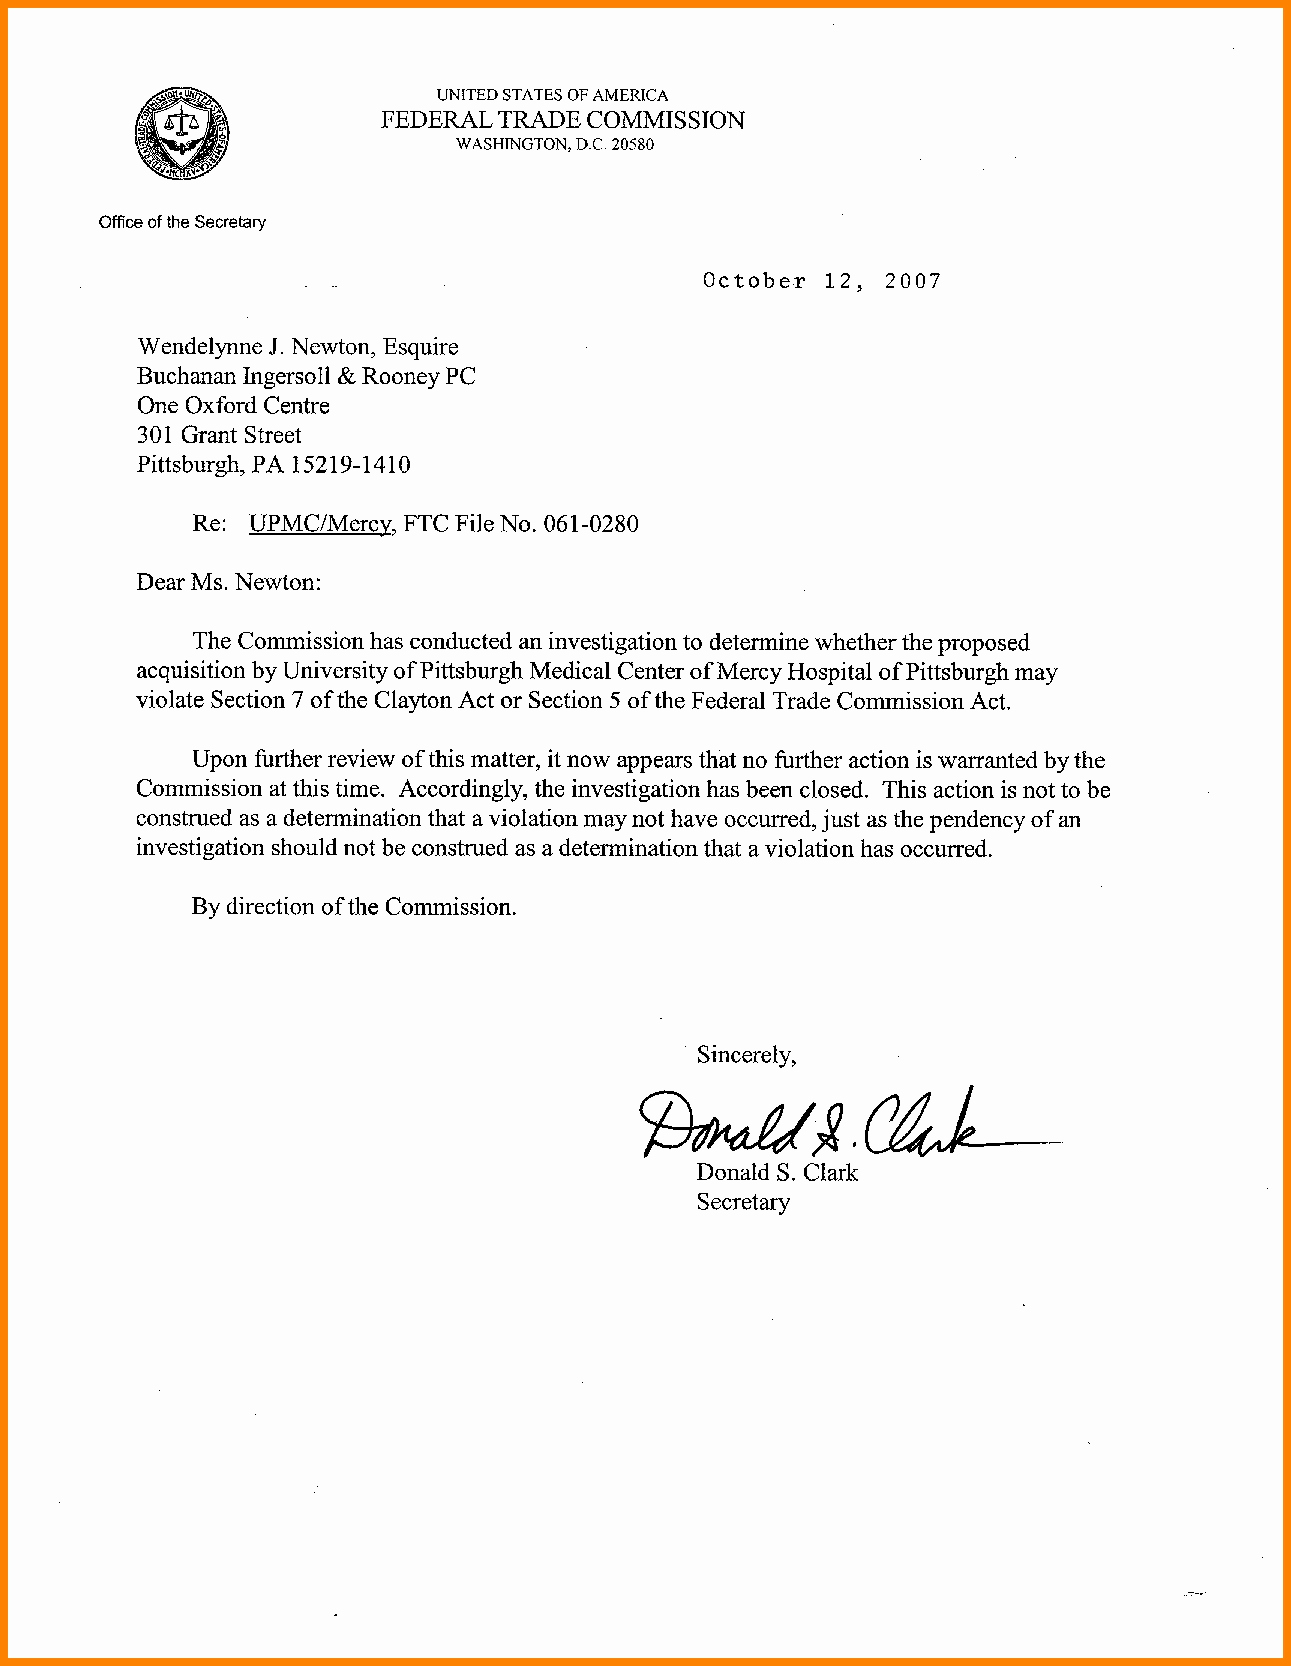 UNITED STATES OF AMERICA
FEDERAL TRADE COMMISSION
WASHINGTON, D.C. 20580
Office of the Secretary
October 12, 2007
Wendelynne J. Newton, Esquire
Buchanan Ingersoll & Rooney PC
One Oxford Centre
301 Grant Street
Pittsburgh, PA 15219-1410
Re: UPMC/Mercy, FTC File No. 061-0280
Dear Ms. Newton:
The Commission has conducted an investigation to determine whether the proposed
acquisition by University of Pittsburgh Medical Center of Mercy Hospital of Pittsburgh may
violate Section 7 of the Clayton Act or Section 5 of the Federal Trade Commission Act.
Upon further review of this matter, it now appears that no further action is warranted by the
Commission at this time. Accordingly, the investigation has been closed. This action is not to be
construed as a determination that a violation may not have occurred, just as the pendency of an
investigation should not be construed as a determination that a violation has occurred.
By direction of the Commission.
Sincerely,
Donald S. Clark
Donald S. Clark
Secretary